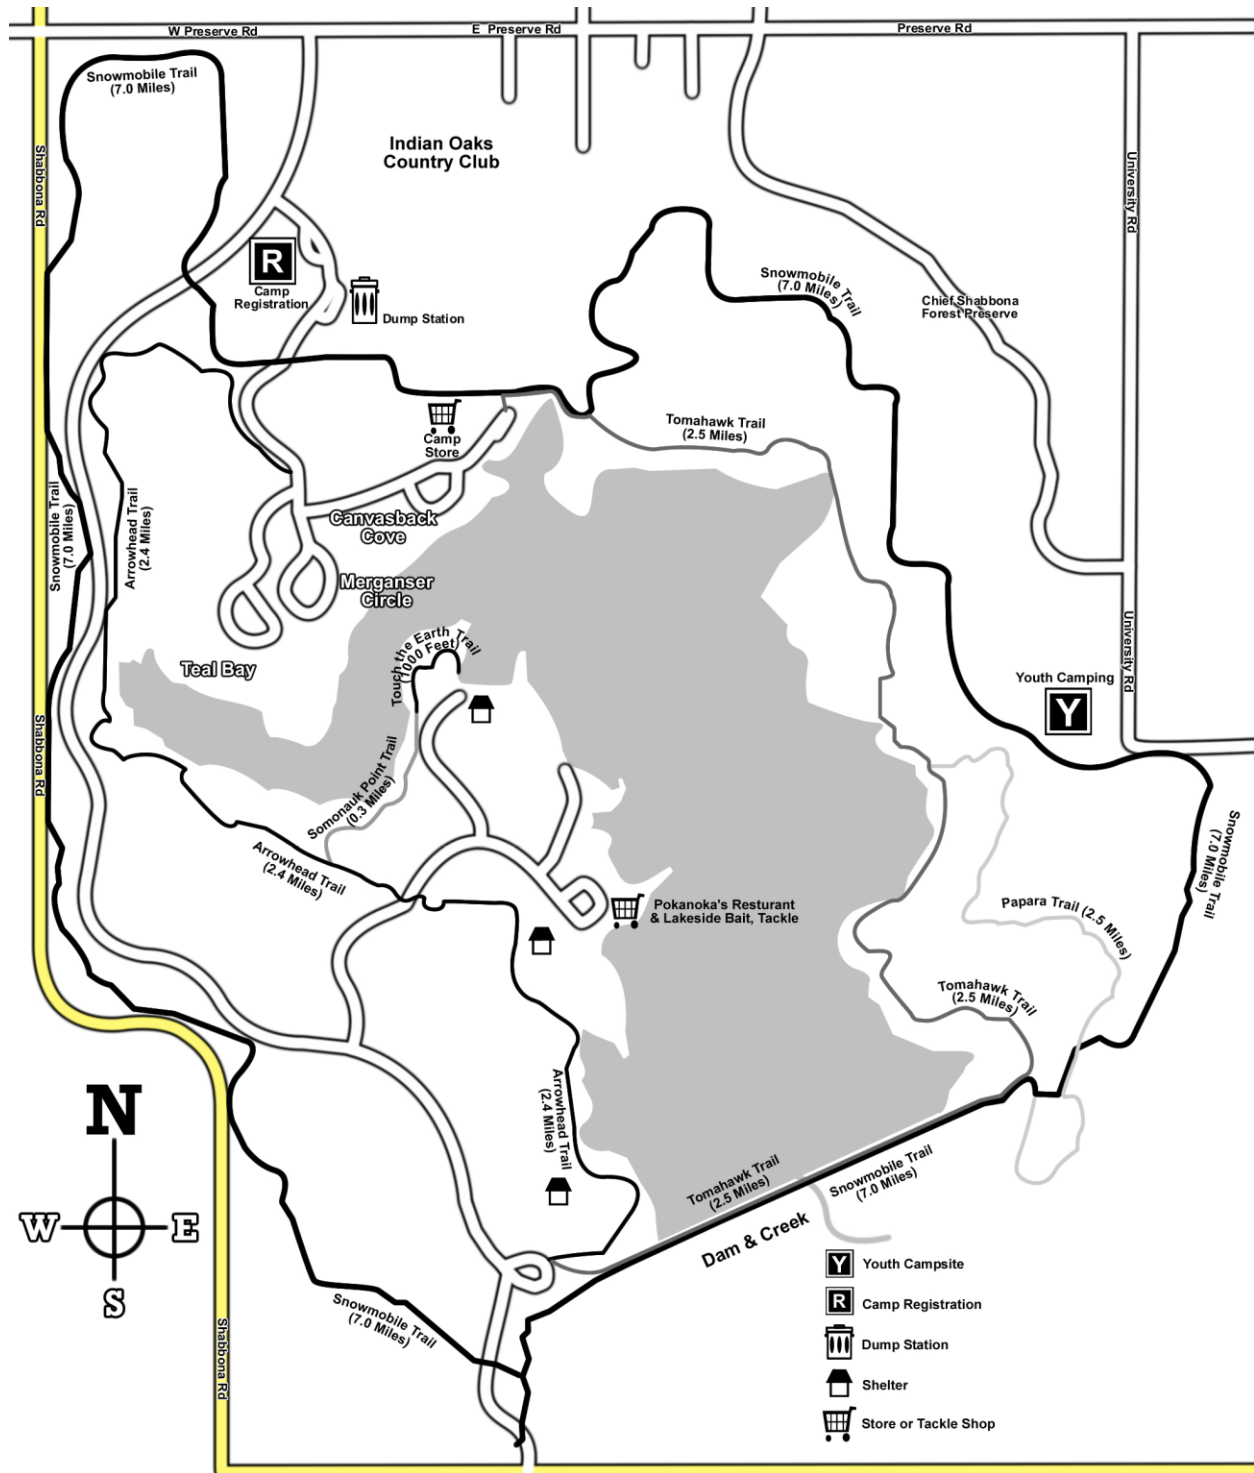 W Preserve Rd
E Preserve Rd
Preserve Rd
Snowmobile Trail
(7.0 Miles)
Shabbona Rd
Indian Oaks
Country Club
University Rd
R
Camp
Registration
Dump Station
Snowmobile Trail
(7.0 Miles)
Chief Shabbona
Forest Preserve
Camp
Store
Tomahawk Trail
(2.5 Miles)
Snowmobile Trail
(7.0 Miles)
Arrowhead Trail
(2.4 Miles)
Canvasback
Cove
Merganser
Circle
Teal Bay
Touch the Earth Trail
(1000 Feet)
University Rd
Youth Camping
Y
Shabbona Rd
Somonauk Point Trail
(0.3 Miles)
Arrowhead Trail
(2.4 Miles)
Snowmobile Trail
(7.0 Miles)
Pokanoka's Resturant
& Lakeside Bait, Tackle
Papara Trail (2.5 Miles)
Tomahawk Trail
(2.5 Miles)
Arrowhead Trail
(2.4 Miles)
N
W
E
S
Tomahawk Trail
(2.5 Miles)
Snowmobile Trail
(7.0 Miles)
Dam & Creek
Snowmobile Trail
(7.0 Miles)
Shabbona Rd
Y
Youth Campsite
R
Camp Registration
Dump Station
Shelter
Store or Tackle Shop